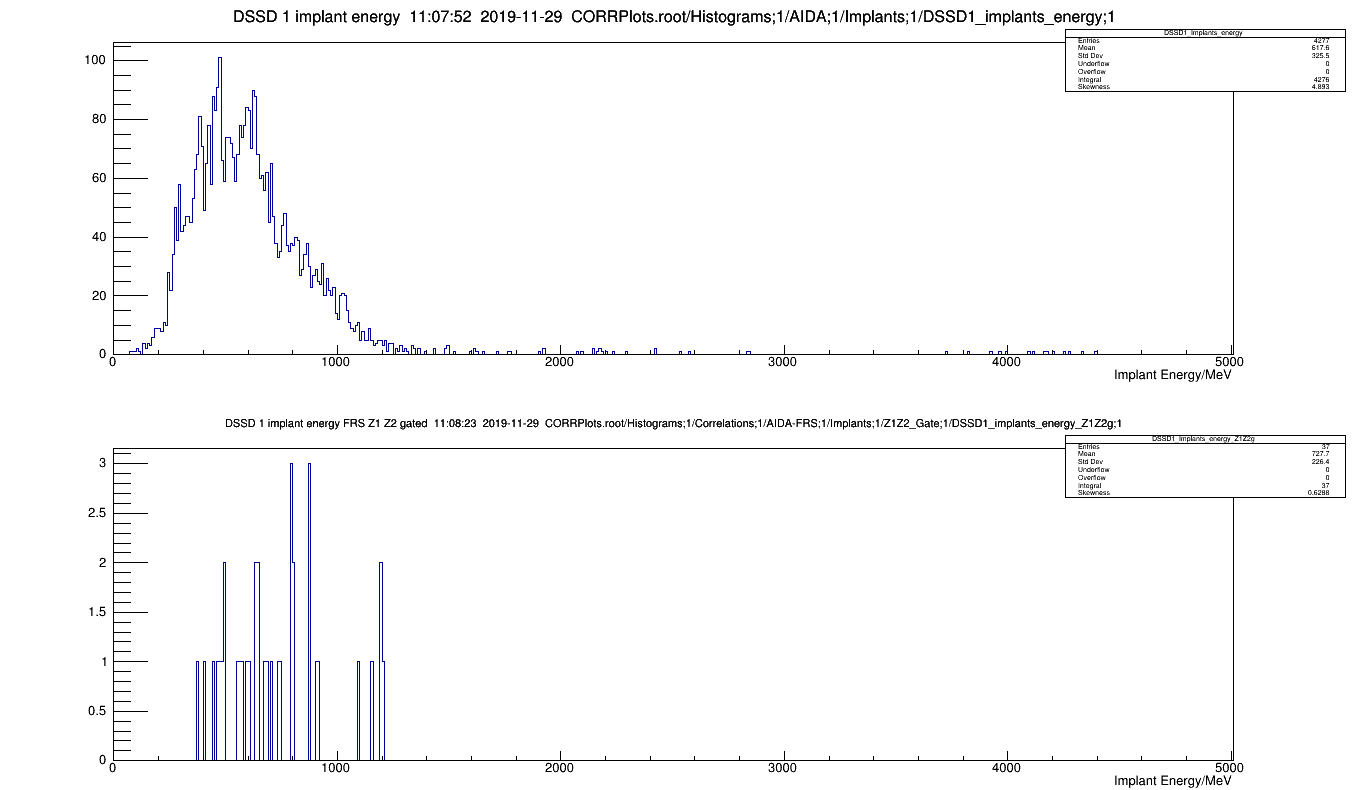 DSSD 1 implant energy 11:07:52 2019-11-29 CORRPlots.root/Histograms;1/AIDA;1/Implants;1/DSSD1_implants_energy;1
DSSD1_implants_energy
Entries 4277
Mean 617.6
Std Dev 325.5
Underflow 0
Overflow 0
Integral 4276
Skewness 4.893
100
80
60
40
20
0
0 1000 2000 3000 4000 5000
Implant Energy/MeV
DSSD 1 implant energy FRS Z1 Z2 gated 11:08:23 2019-11-29 CORRPlots.root/Histograms;1/Correlations;1/AIDA-FRS;1/Implants;1/Z1Z2_Gate;1/DSSD1_implants_energy_Z1Z2g;1
DSSD1_implants_energy_Z1Z2g
Entries 37
Mean 727.7
Std Dev 226.4
Underflow 0
Overflow 0
Integral 37
Skewness 0.6288
3
2.5
2
1.5
1
0.5
0
0 1000 2000 3000 4000 5000
Implant Energy/MeV